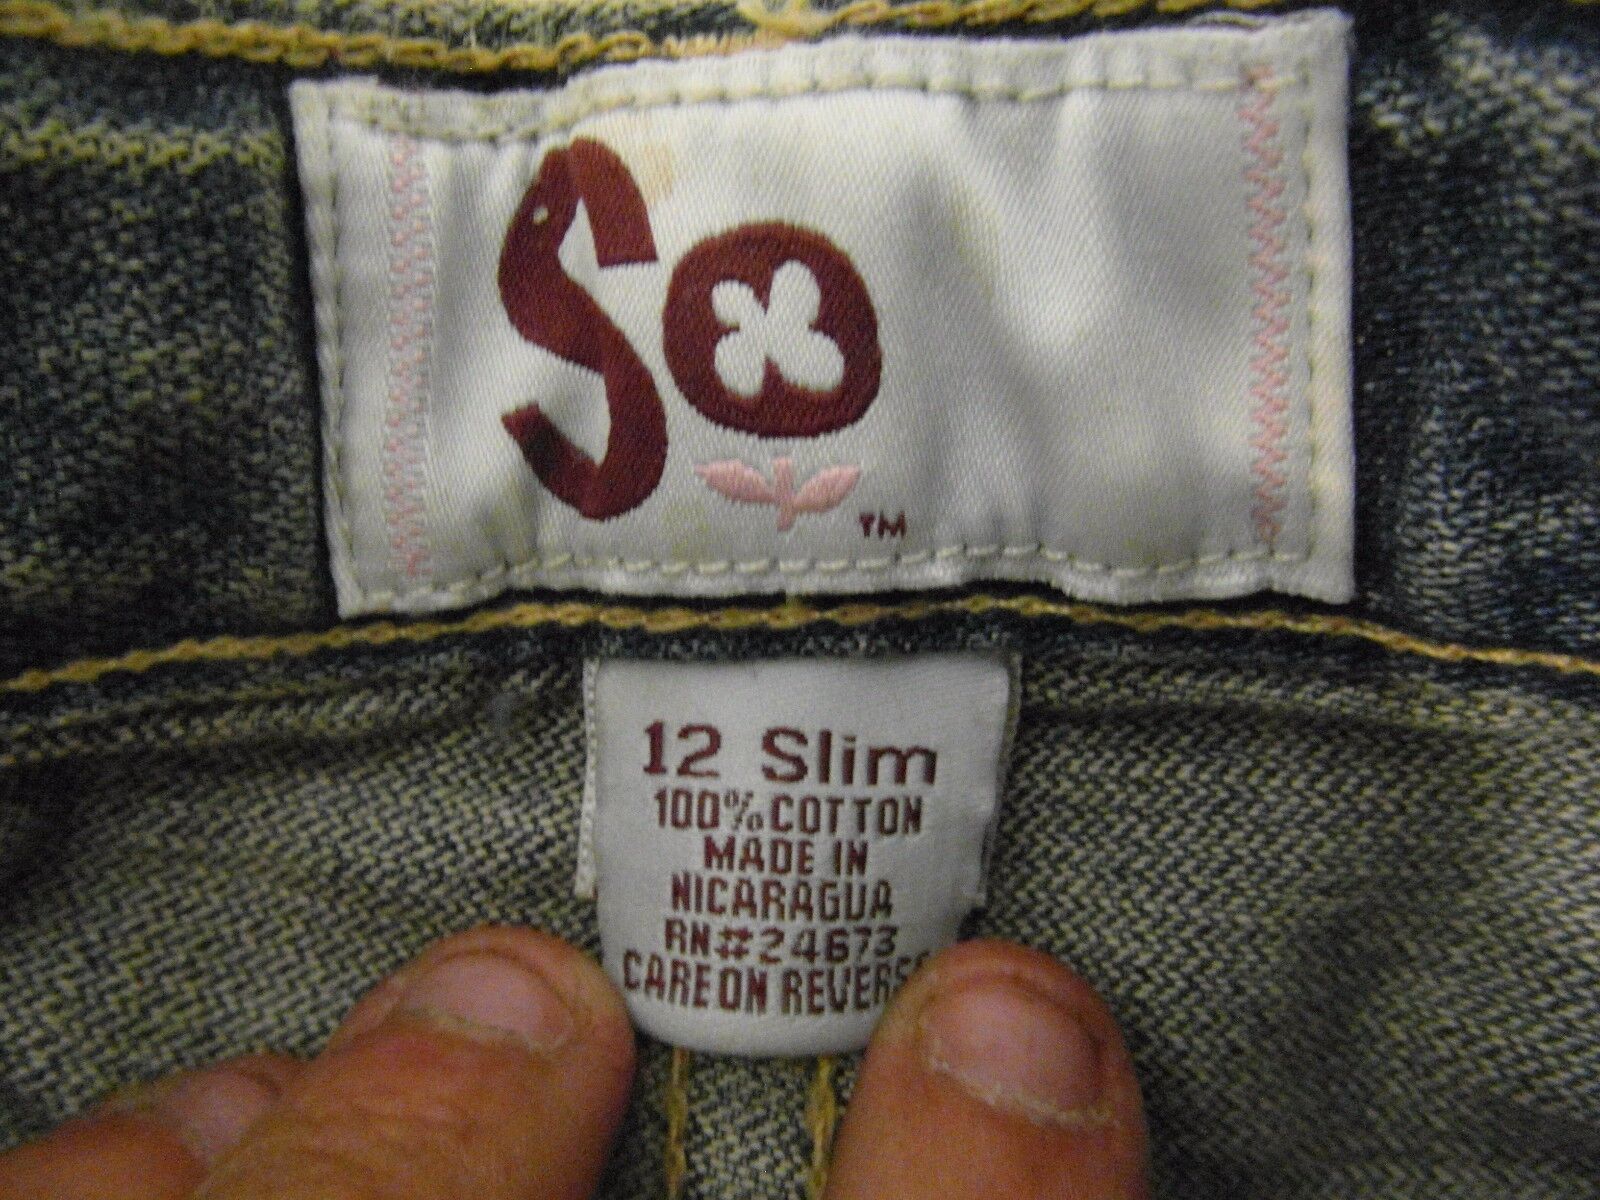 So
TM
12 Slim
100% COTTON
MADE IN
NICARAGUA
RN#24673
CARE ON REVERSE